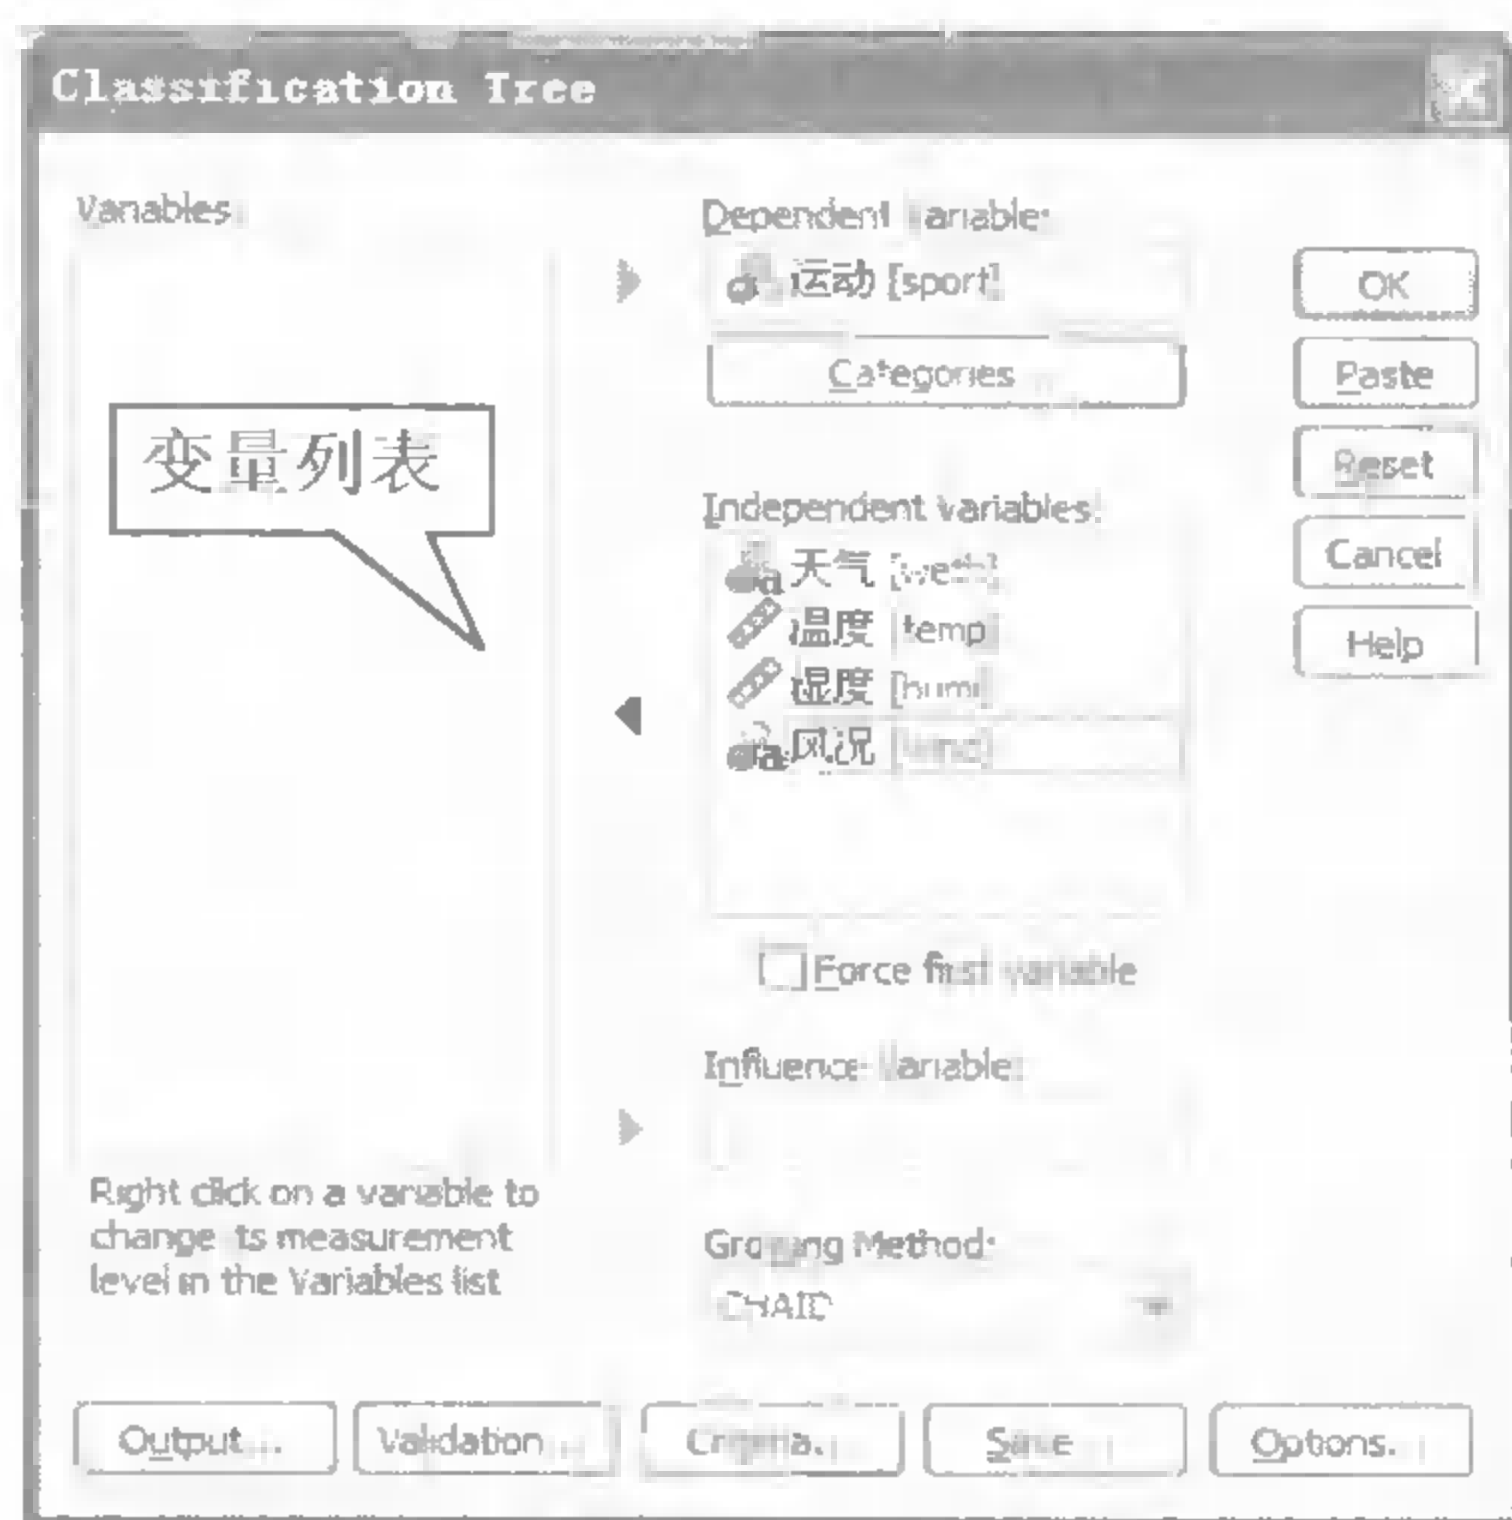 Classification Tree
Variables:
变量列表
Right click on a variable to
change its measurement
level in the Variables list
Dependent Variable:
运动 [sport]
Categories
Independent Variables:
天气
温度 [temp]
湿度 [humi]
风况 [wind]
Force first variable
Influence Variable:
Growing Method:
CHAID
OK
Paste
Reset
Cancel
Help
Output...
Validation...
Criteria...
Save...
Options...